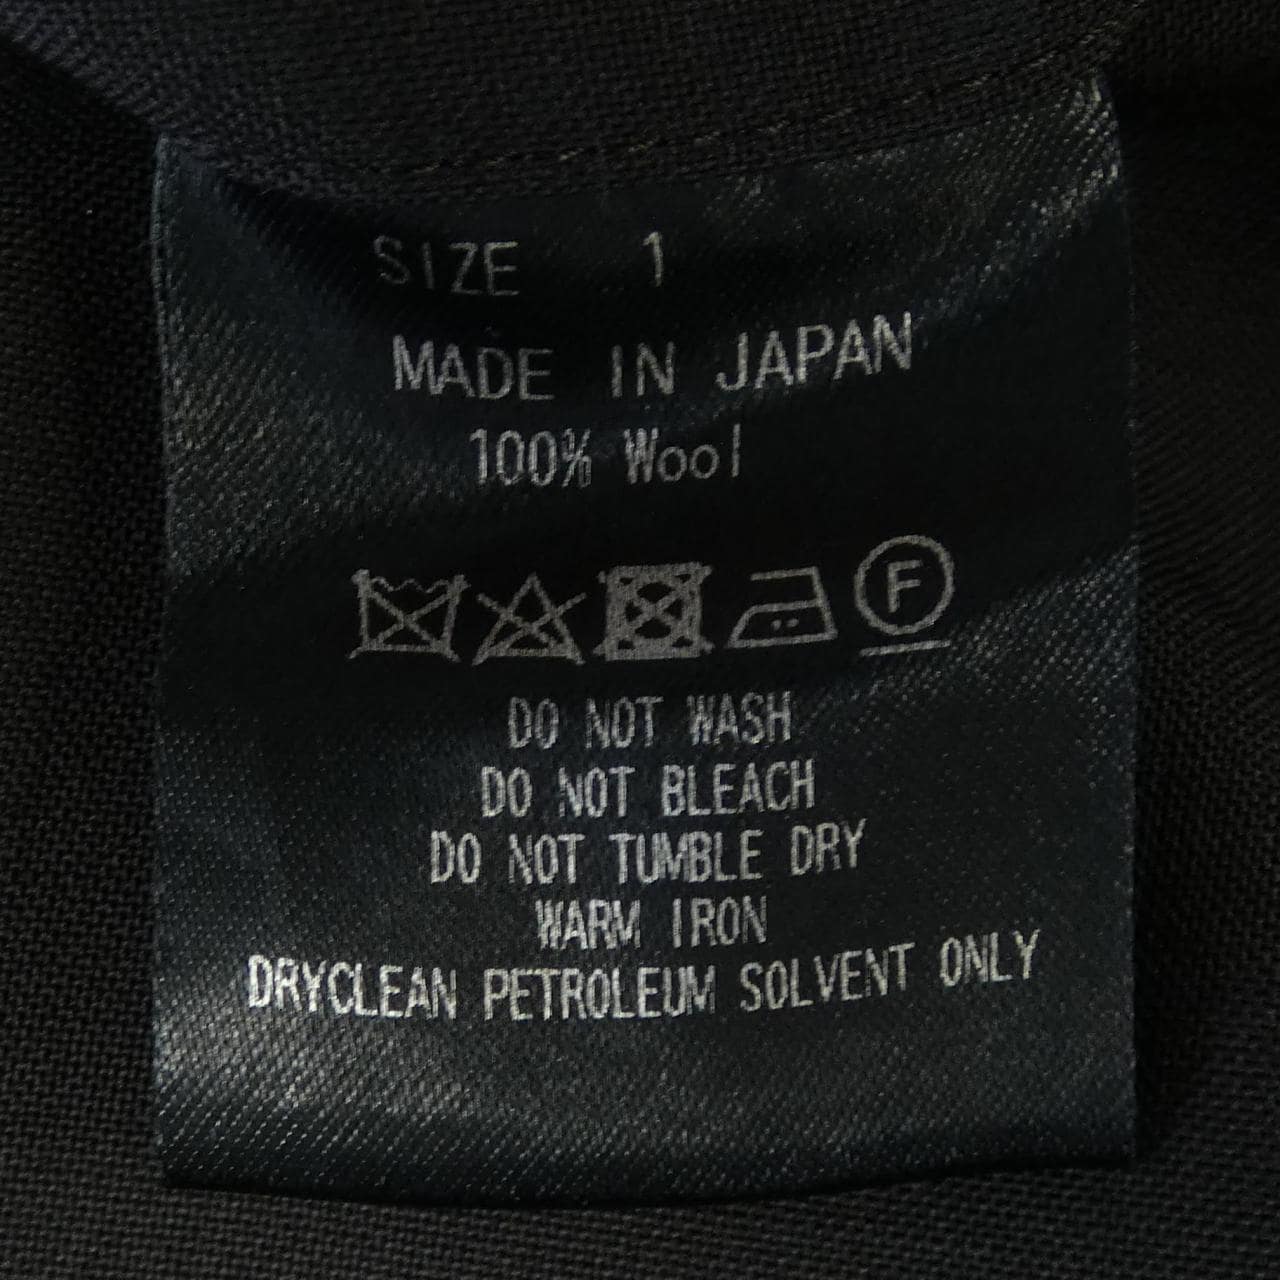 SIZE 1
MADE IN JAPAN
100% Wool
F
DO NOT WASH
DO NOT BLEACH
DO NOT TUMBLE DRY
WARM IRON
DRYCLEAN PETROLEUM SOLVENT ONLY